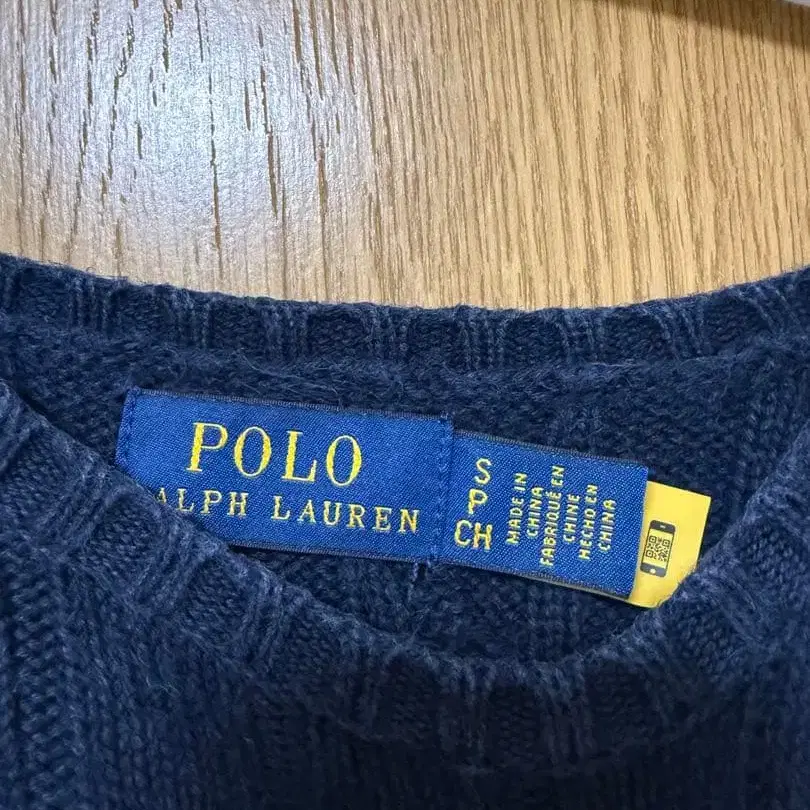 POLO
ALPH LAUREN
S
P
CH
MADE IN
CHINA
FABRIQUÉ EN
CHINE
HECHO EN
CHINA